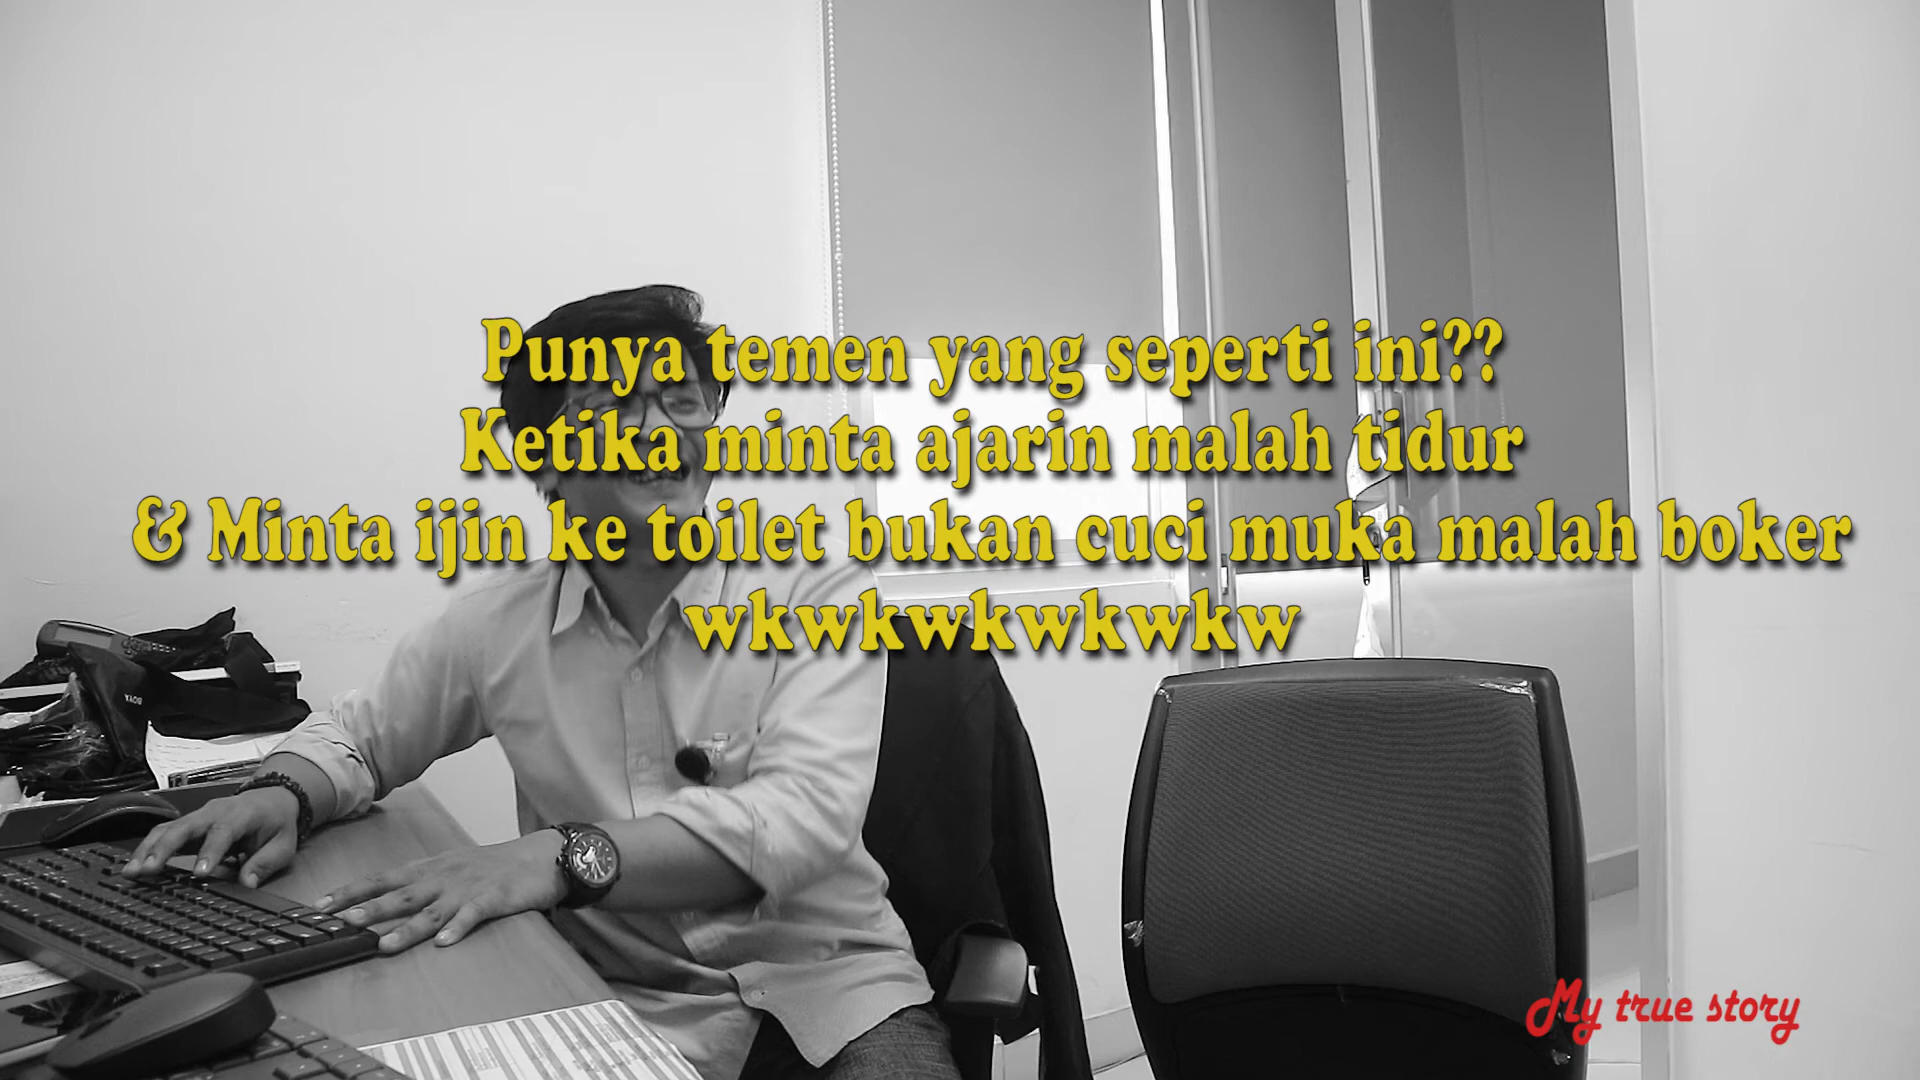 Punya temen yang seperti ini??
Ketika minta ajarin malah tidur
& Minta ijin ke toilet bukan cuci muka malah boker
wkwkwkwkwkw
BOYA
My true story